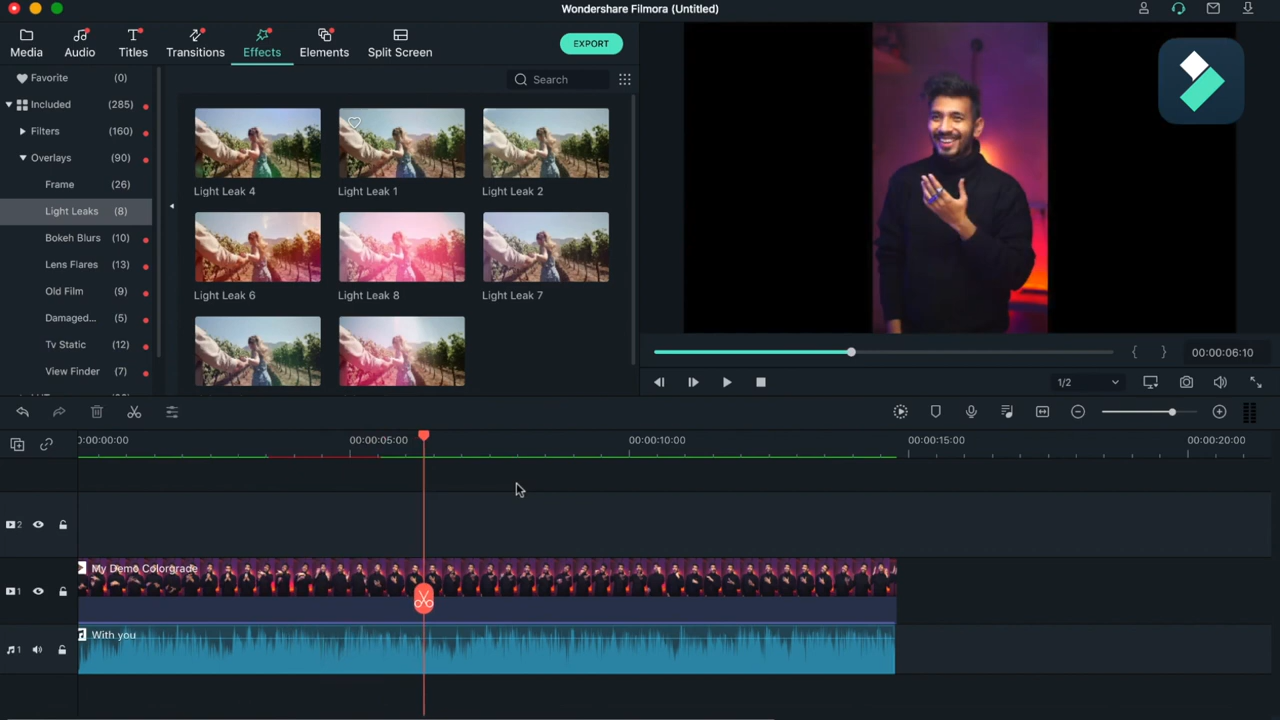 Wondershare Filmora (Untitled)
Media
Audio
Titles
Transitions
Effects
Elements
Split Screen
EXPORT
Favorite (0)
Included (285)
Filters (160)
Overlays (90)
Frame (26)
Light Leaks (8)
Bokeh Blurs (10)
Lens Flares (13)
Old Film (9)
Damaged... (5)
Tv Static (12)
View Finder (7)
Search
Light Leak 4
Light Leak 1
Light Leak 2
Light Leak 6
Light Leak 8
Light Leak 7
{ }
00:00:06:10
1/2
0:00:00:00
00:00:05:00
00:00:10:00
00:00:15:00
00:00:20:00
2
My Demo Colorgrade
1
With you
1